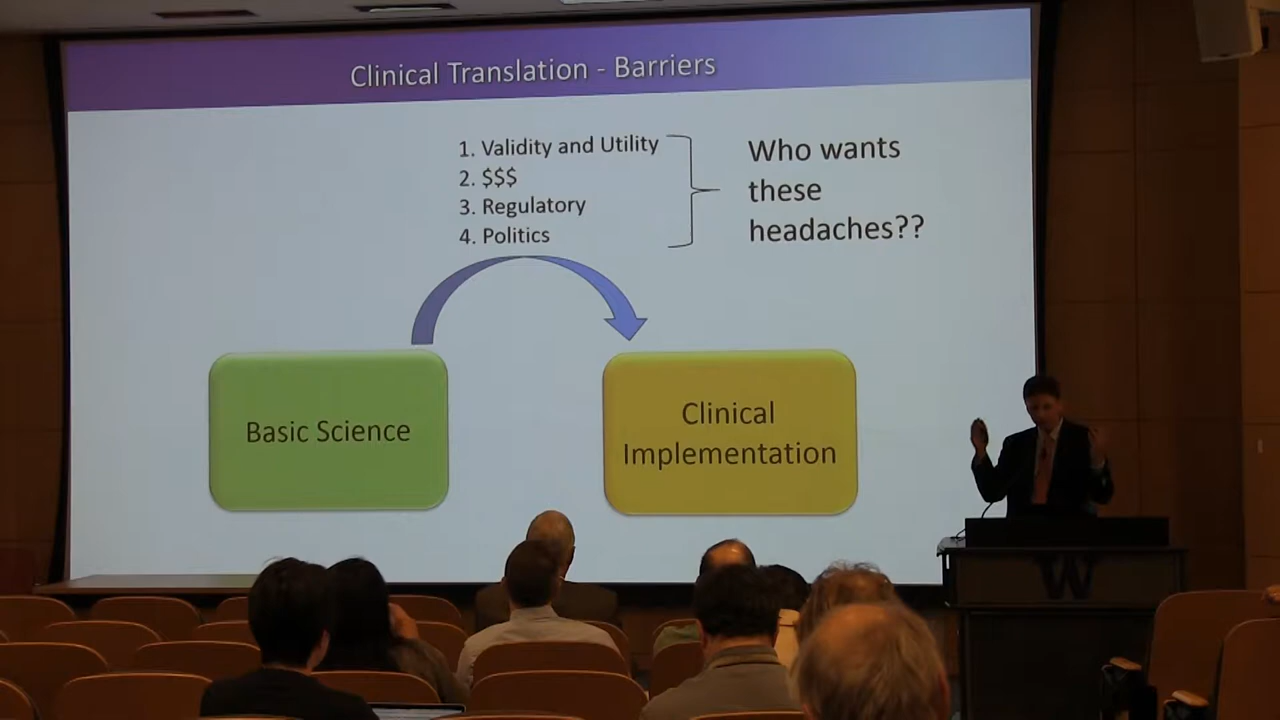 Clinical Translation - Barriers
1. Validity and Utility
2. $$$
3. Regulatory
4. Politics
Who wants
these
headaches??
Basic Science
Clinical
Implementation
W